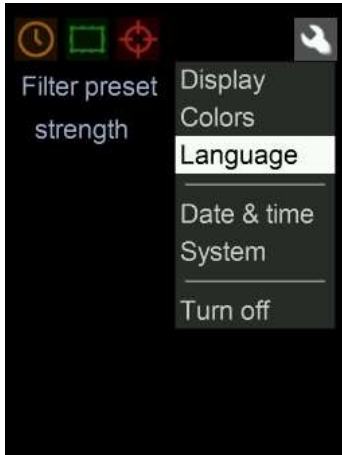 Filter preset
strength
Display
Colors
Language
Date & time
System
Turn off